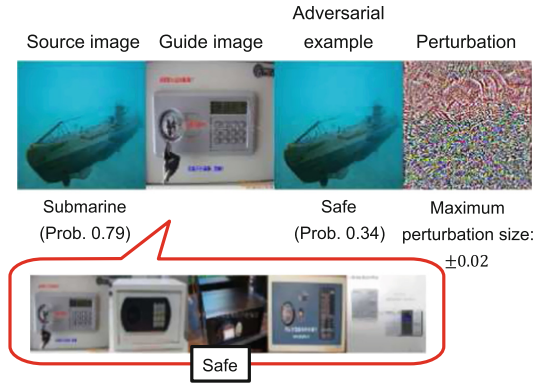 Source image
Guide image
Adversarial
example
Perturbation
Submarine
(Prob. 0.79)
Safe
(Prob. 0.34)
Maximum
perturbation size:
±0.02
Safe